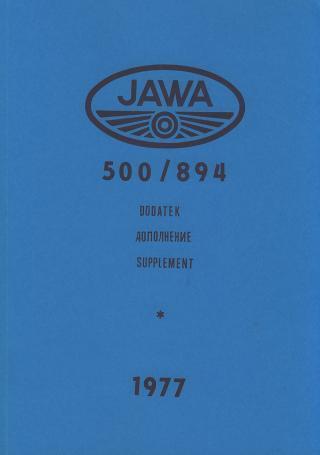 JAWA
500/894
DODATEK
ДОПОЛНЕНИЕ
SUPPLEMENT
*
1977